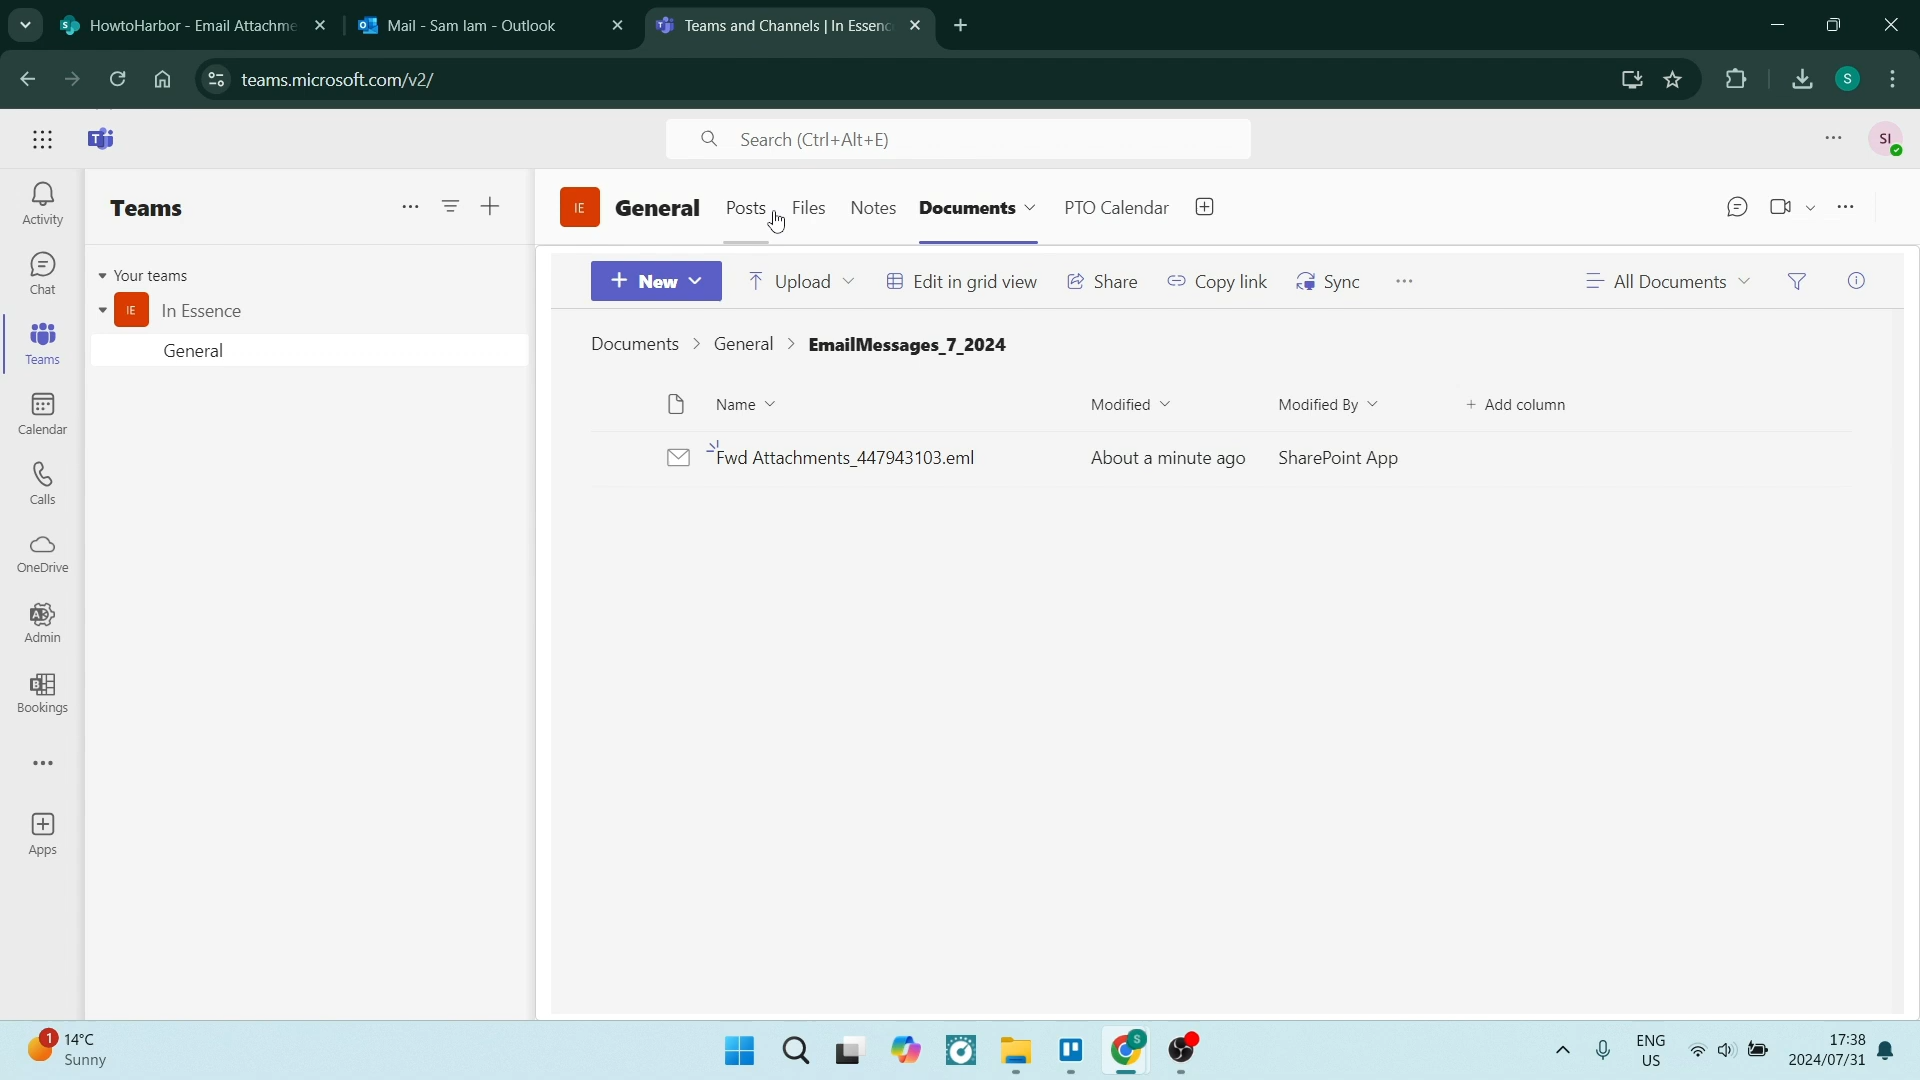 HowtoHarbor - Email Attachme
Mail - Sam Iam - Outlook
Teams and Channels | In Essenc
teams.microsoft.com/v2/
S
Search (Ctrl+Alt+E)
SI
Activity
Chat
Teams
Calendar
Calls
OneDrive
Admin
Bookings
Apps
Teams
Your teams
IE In Essence
General
IE General Posts Files Notes Documents PTO Calendar
+ New Upload Edit in grid view Share Copy link Sync All Documents
Documents > General > EmailMessages_7_2024
Name Modified Modified By + Add column
Fwd Attachments_447943103.eml About a minute ago SharePoint App
1 14°C
Sunny
S
ENG
US
17:38
2024/07/31